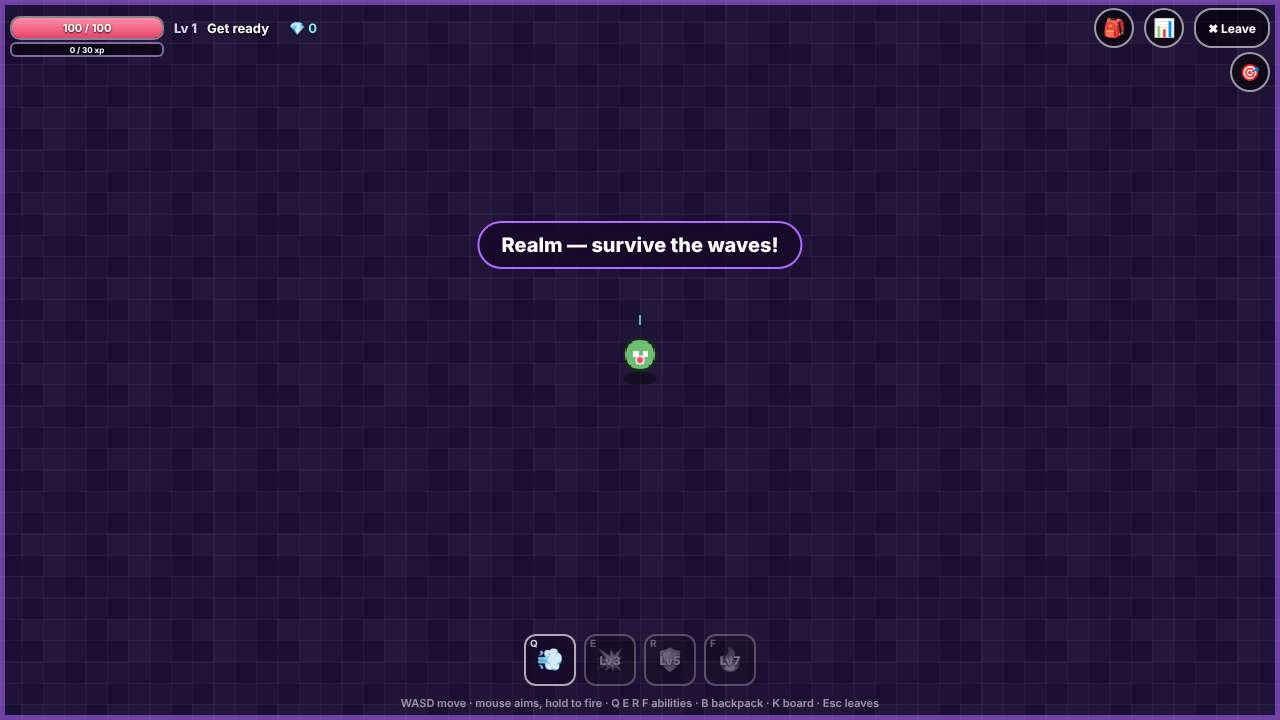 100 / 100
Lv 1 Get ready 💎 0
✖ Leave
0 / 30 xp
Realm — survive the waves!
Q E R F
Lv3 Lv5 Lv7
WASD move · mouse aims, hold to fire · Q E R F abilities · B backpack · K board · Esc leaves